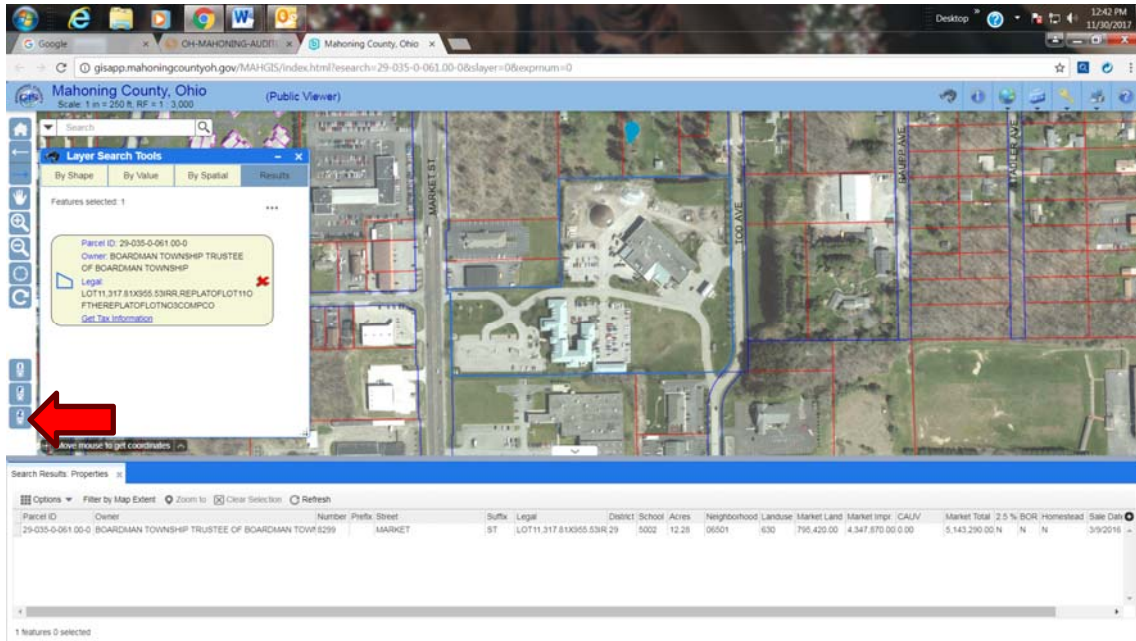 Desktop »
12:42 PM
11/30/2017
Google
OH-MAHONING-AUDIT
Mahoning County, Ohio
gisapp.mahoningcountyoh.gov/MAHGIS/index.html?esearch=29-035-0-061.00-0&slayer=0&exprnum=0
Mahoning County, Ohio
Scale: 1 in = 250 ft, RF = 1 : 3,000
(Public Viewer)
Search
Layer Search Tools
By Shape By Value By Spatial Results
Features selected: 1
Parcel ID: 29-035-0-061.00-0
Owner: BOARDMAN TOWNSHIP TRUSTEE
OF BOARDMAN TOWNSHIP
Legal:
LOT11,317.81X955.53IRR,REPLATOFLOT11O
FTHEREPLATOFLOTNO3COMPCO
Get Tax Information
MARKET ST
TOD AVE
Move mouse to get coordinates
Search Results: Properties
Options Filter by Map Extent Zoom to Clear Selection Refresh
Parcel ID Owner Number Prefix Street Suffix Legal District School Acres Neighborhood Landuse Market Land Market Impr. CAUV Market Total 2.5 % BOR Homestead Sale Date
29-035-0-061.00-0 BOARDMAN TOWNSHIP TRUSTEE OF BOARDMAN TOWN 8299 MARKET ST LOT11,317.81X955.53IR 29 5002 12.28 06501 630 795,420.00 4,347,870.00 0.00 5,143,290.00 N N N 3/9/2016
1 features 0 selected